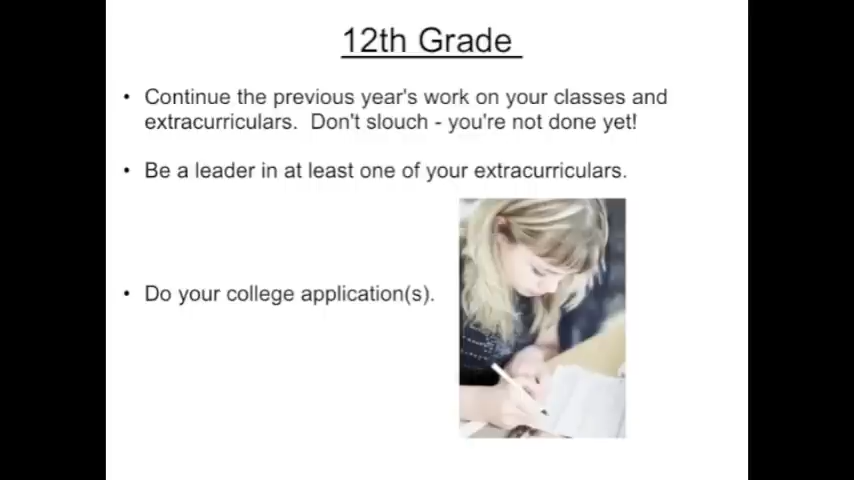 12th Grade
• Continue the previous year's work on your classes and
extracurriculars.  Don't slouch - you're not done yet!
• Be a leader in at least one of your extracurriculars.
• Do your college application(s).